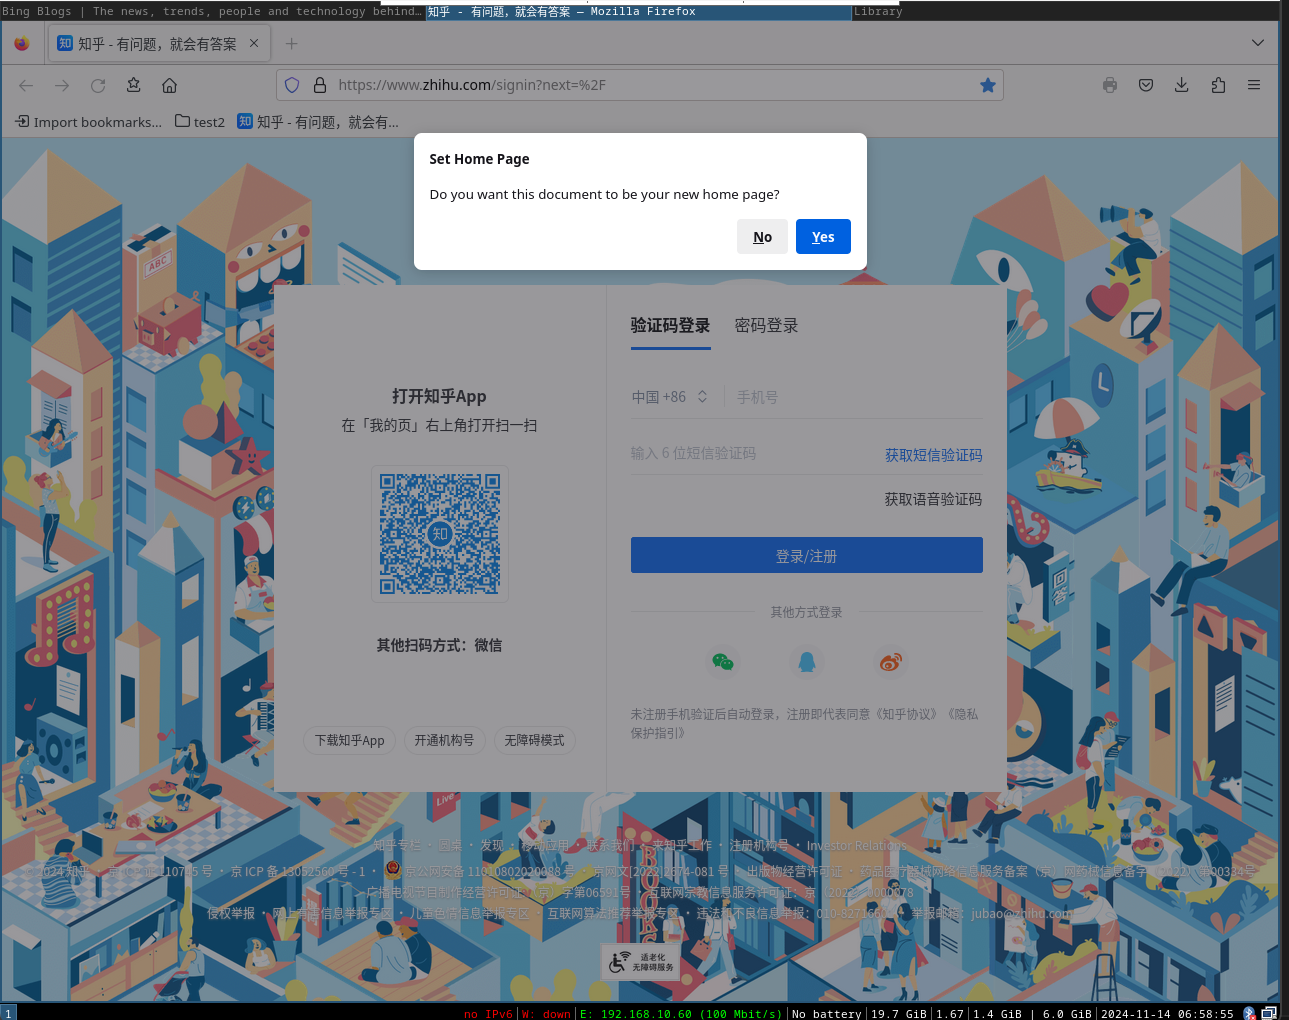 Bing Blogs | The news, trends, people and technology behind…
知乎 - 有问题，就会有答案 — Mozilla Firefox
Library
知乎 - 有问题，就会有答案
https://www.zhihu.com/signin?next=%2F
Import bookmarks...
test2
知乎 - 有问题，就会有...
Set Home Page
Do you want this document to be your new home page?
No
Yes
ABC
验证码登录
密码登录
打开知乎App
在「我的页」右上角打开扫一扫
中国 +86
手机号
输入 6 位短信验证码
获取短信验证码
获取语音验证码
知
登录/注册
其他方式登录
其他扫码方式：微信
未注册手机验证后自动登录，注册即代表同意《知乎协议》《隐私
保护指引》
下载知乎App
开通机构号
无障碍模式
回答
Live
知乎专栏 · 圆桌 · 发现 · 移动应用 · 联系我们 · 来知乎工作 · 注册机构号 · Investor Relations
2024 知乎 · 京 ICP 证 110745 号 · 京 ICP 备 13052560 号 - 1 · 京公网安备 11010802020088 号 · 京网文[2022]2674-081 号 · 出版物经营许可证 · 药品医疗器械网络信息服务备案（京）网药械信息备字（2022）第00334号
广播电视节目制作经营许可证:（京）字第06591号 · 互联网宗教信息服务许可证：京（2022）0000078
侵权举报 · 网上有害信息举报专区 · 儿童色情信息举报专区 · 互联网算法推荐举报专区 · 违法和不良信息举报：010-8271660 · 举报邮箱：jubao@zhihu.com
适老化
无障碍服务
1
no IPv6
W: down
E: 192.168.10.60 (100 Mbit/s)
No battery
19.7 GiB
1.67
1.4 GiB | 6.0 GiB
2024-11-14 06:58:55